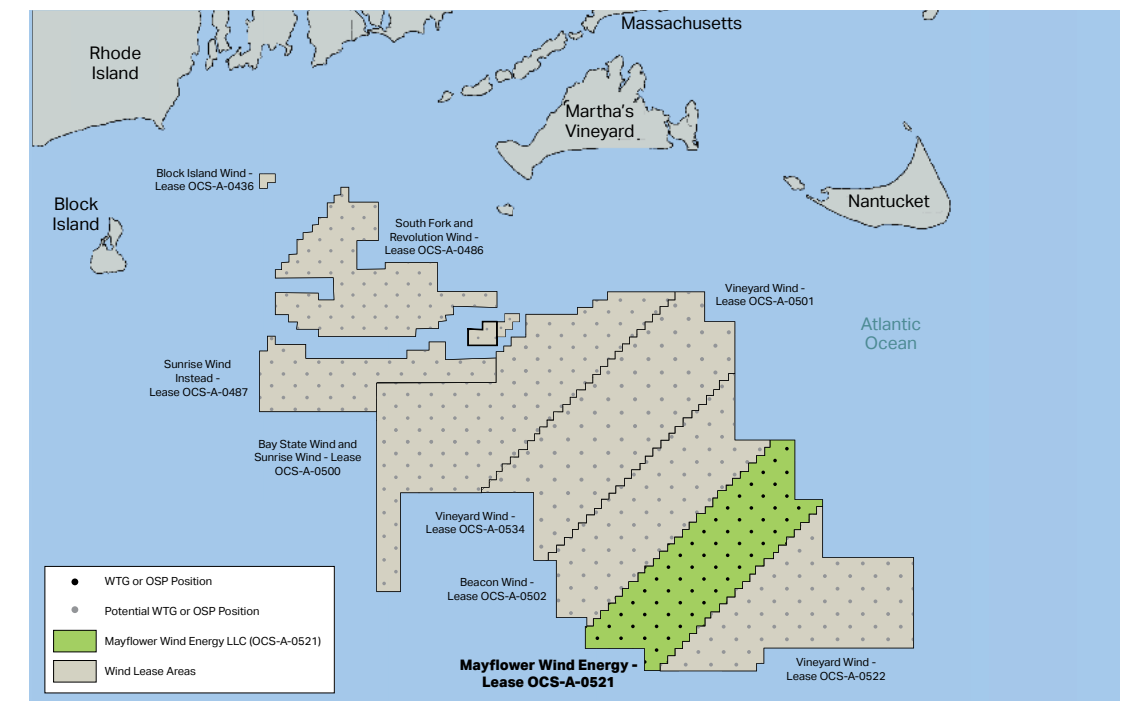 Massachusetts
Rhode
Island
Martha's
Vineyard
Block Island Wind -
Lease OCS-A-0436
Block
Island
Nantucket
South Fork and
Revolution Wind -
Lease OCS-A-0486
Vineyard Wind -
Lease OCS-A-0501
Atlantic
Ocean
Sunrise Wind
Instead -
Lease OCS-A-0487
Bay State Wind and
Sunrise Wind - Lease
OCS-A-0500
Vineyard Wind -
Lease OCS-A-0534
Beacon Wind -
Lease OCS-A-0502
Mayflower Wind Energy -
Lease OCS-A-0521
Vineyard Wind -
Lease OCS-A-0522
WTG or OSP Position
Potential WTG or OSP Position
Mayflower Wind Energy LLC (OCS-A-0521)
Wind Lease Areas